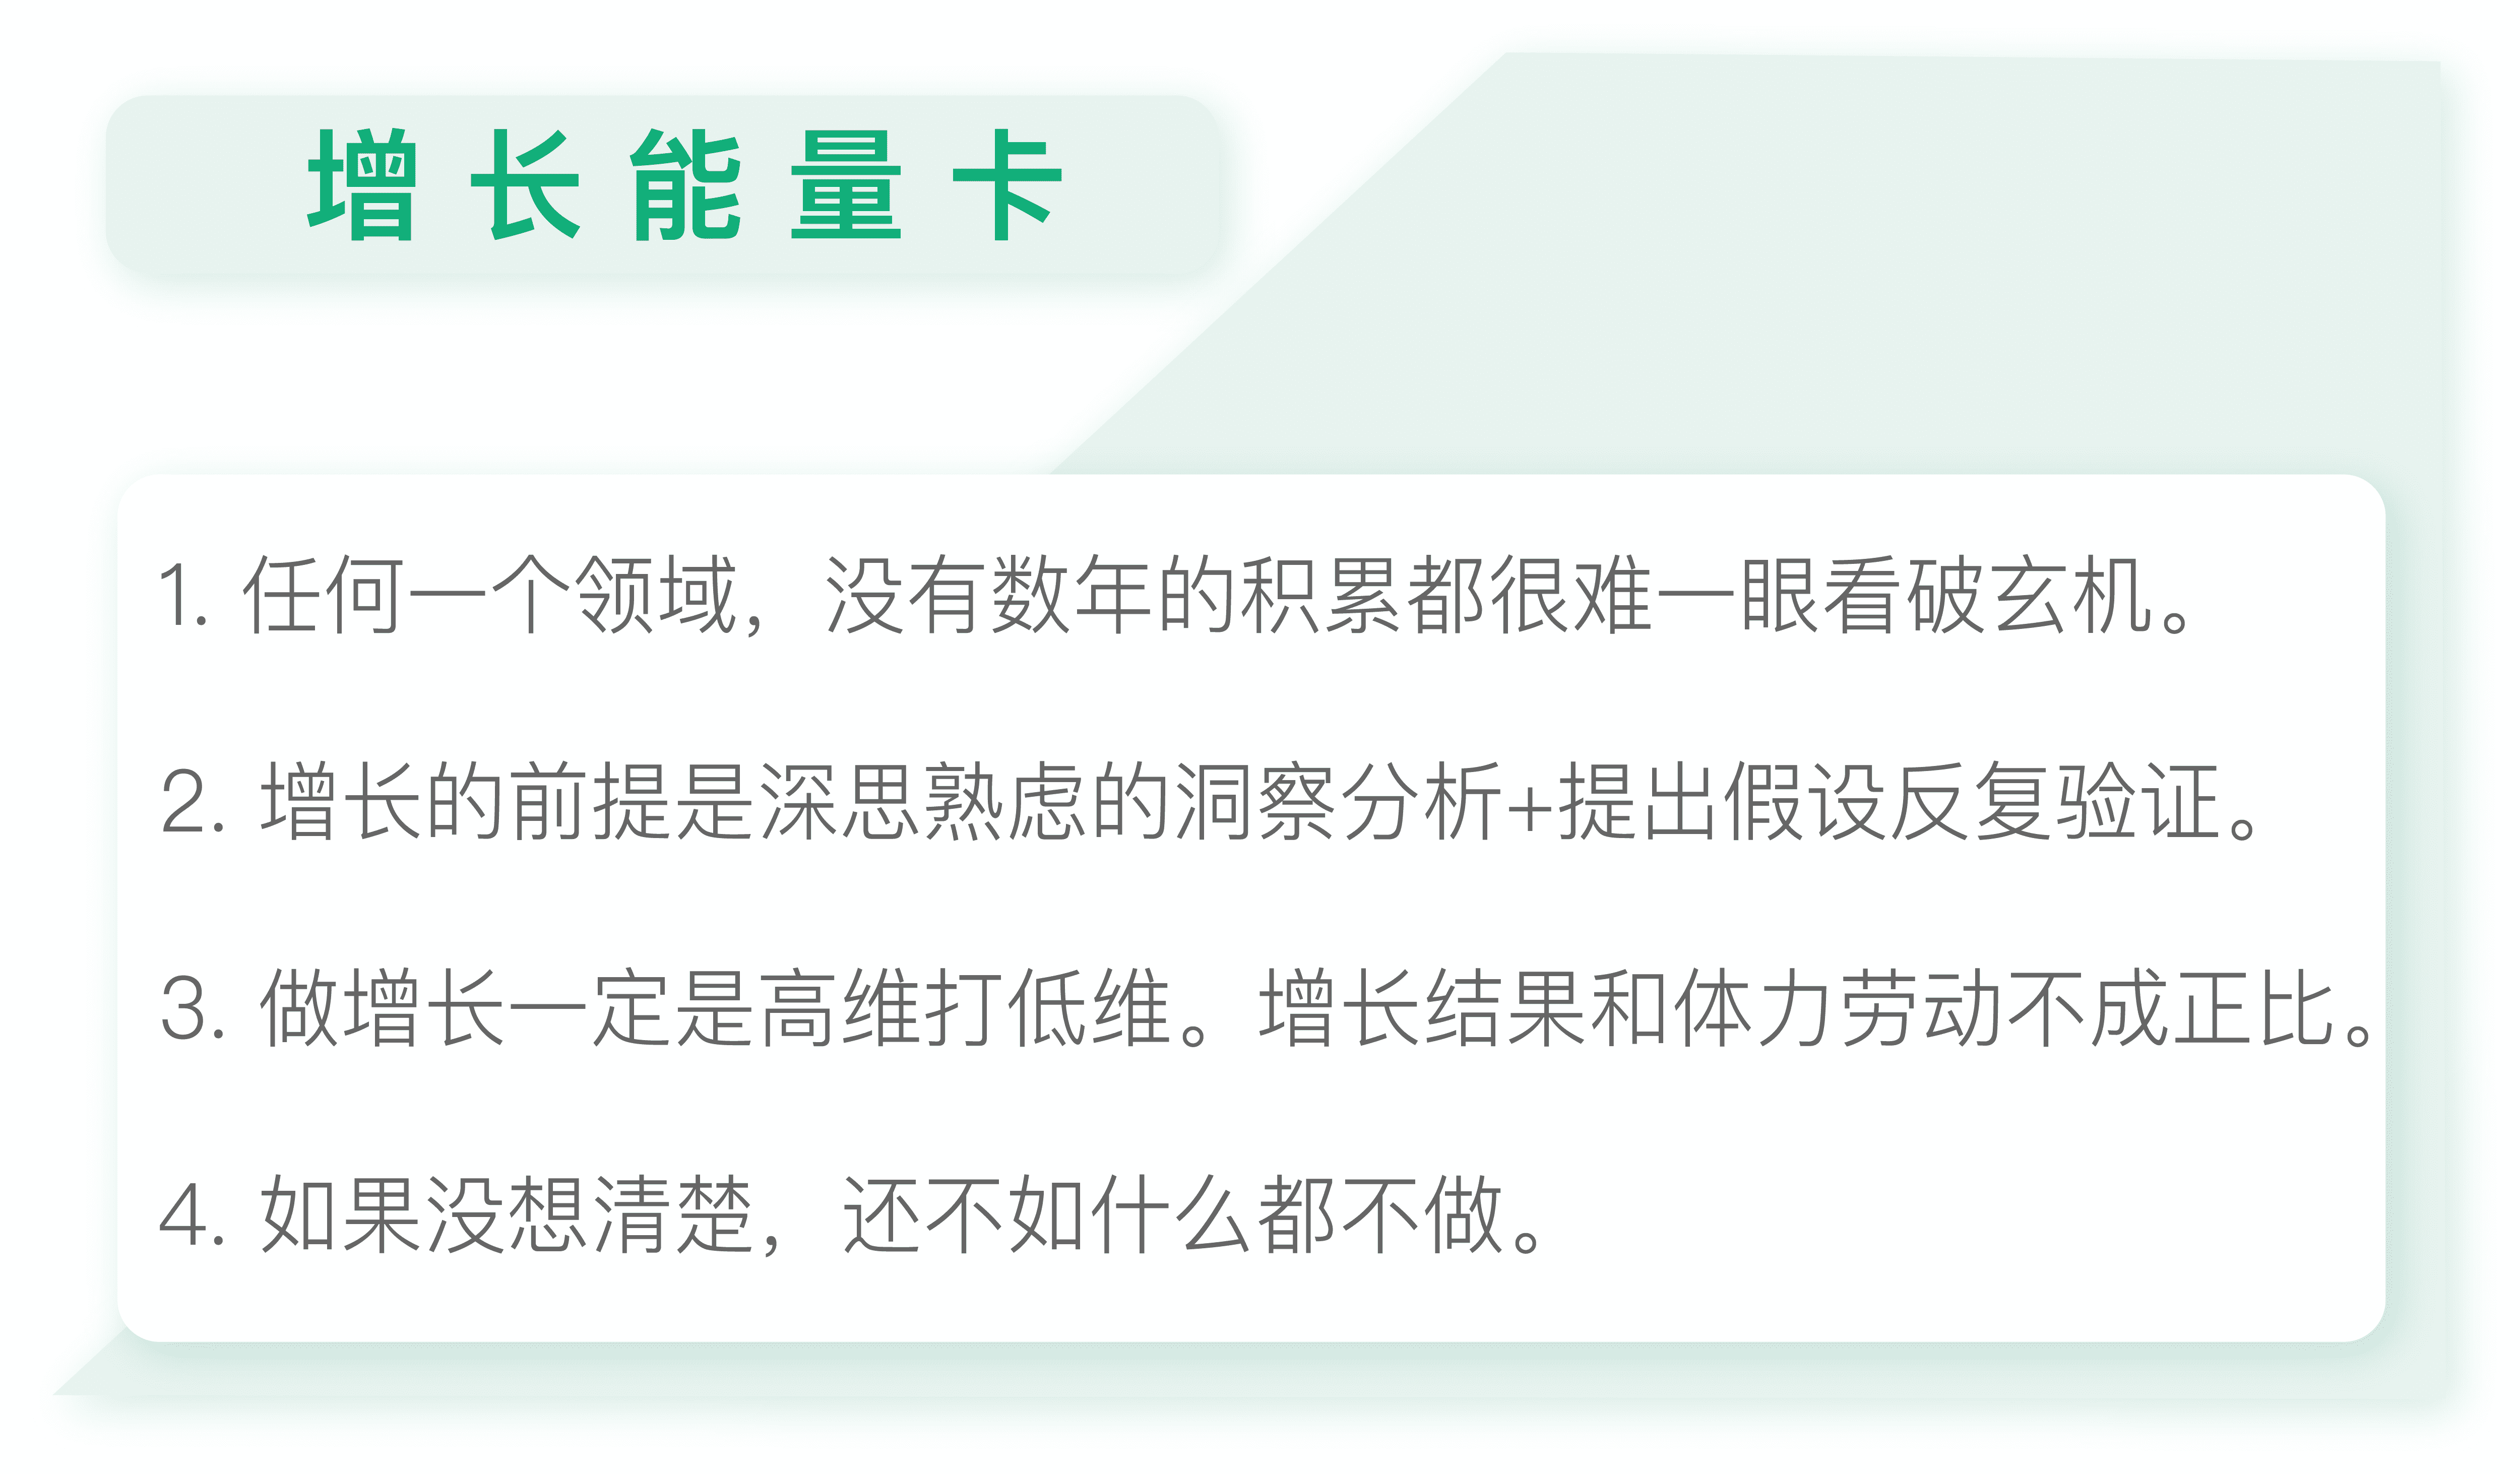 增长能量卡
1. 任何一个领域，没有数年的积累都很难一眼看破玄机。
2. 增长的前提是深思熟虑的洞察分析+提出假设反复验证。
3. 做增长一定是高维打低维。增长结果和体力劳动不成正比。
4. 如果没想清楚，还不如什么都不做。